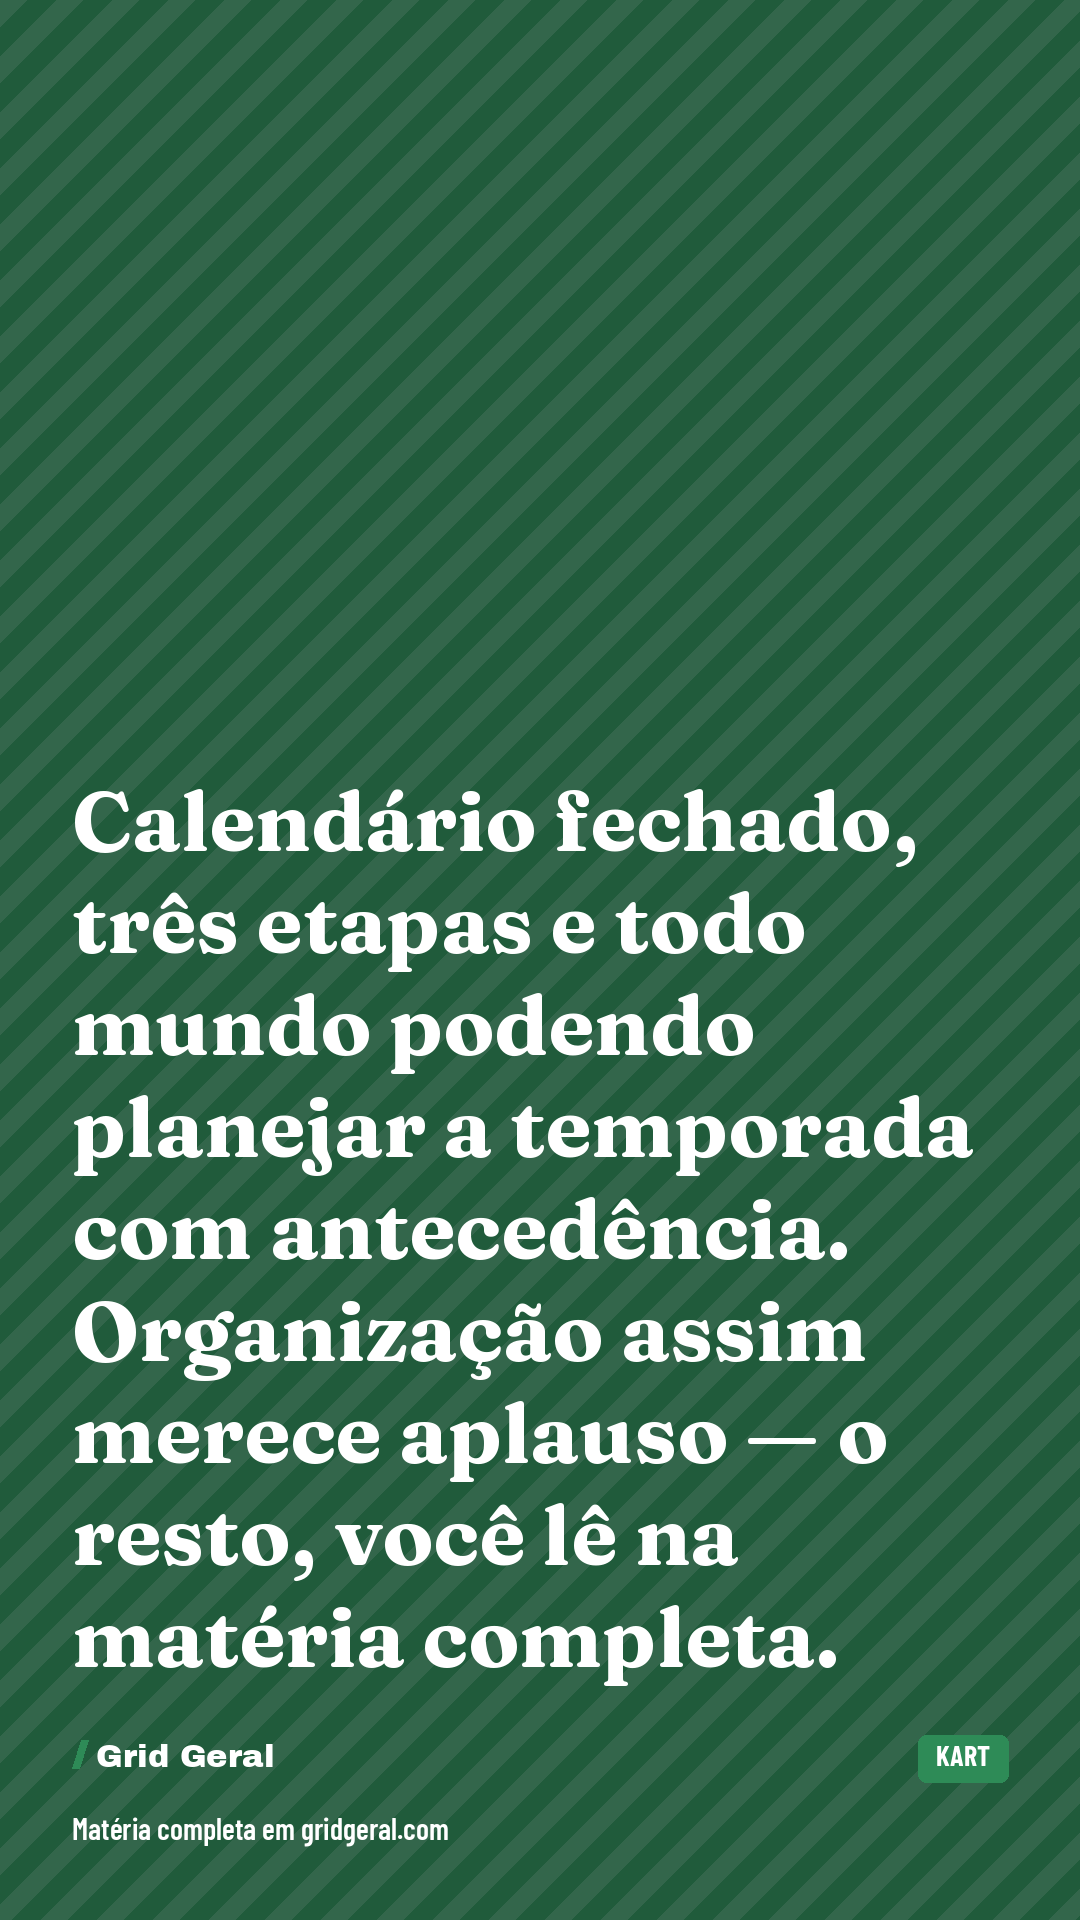 Calendário fechado,
três etapas e todo
mundo podendo
planejar a temporada
com antecedência.
Organização assim
merece aplauso — o
resto, você lê na
matéria completa.
/ Grid Geral
KART
Matéria completa em gridgeral.com